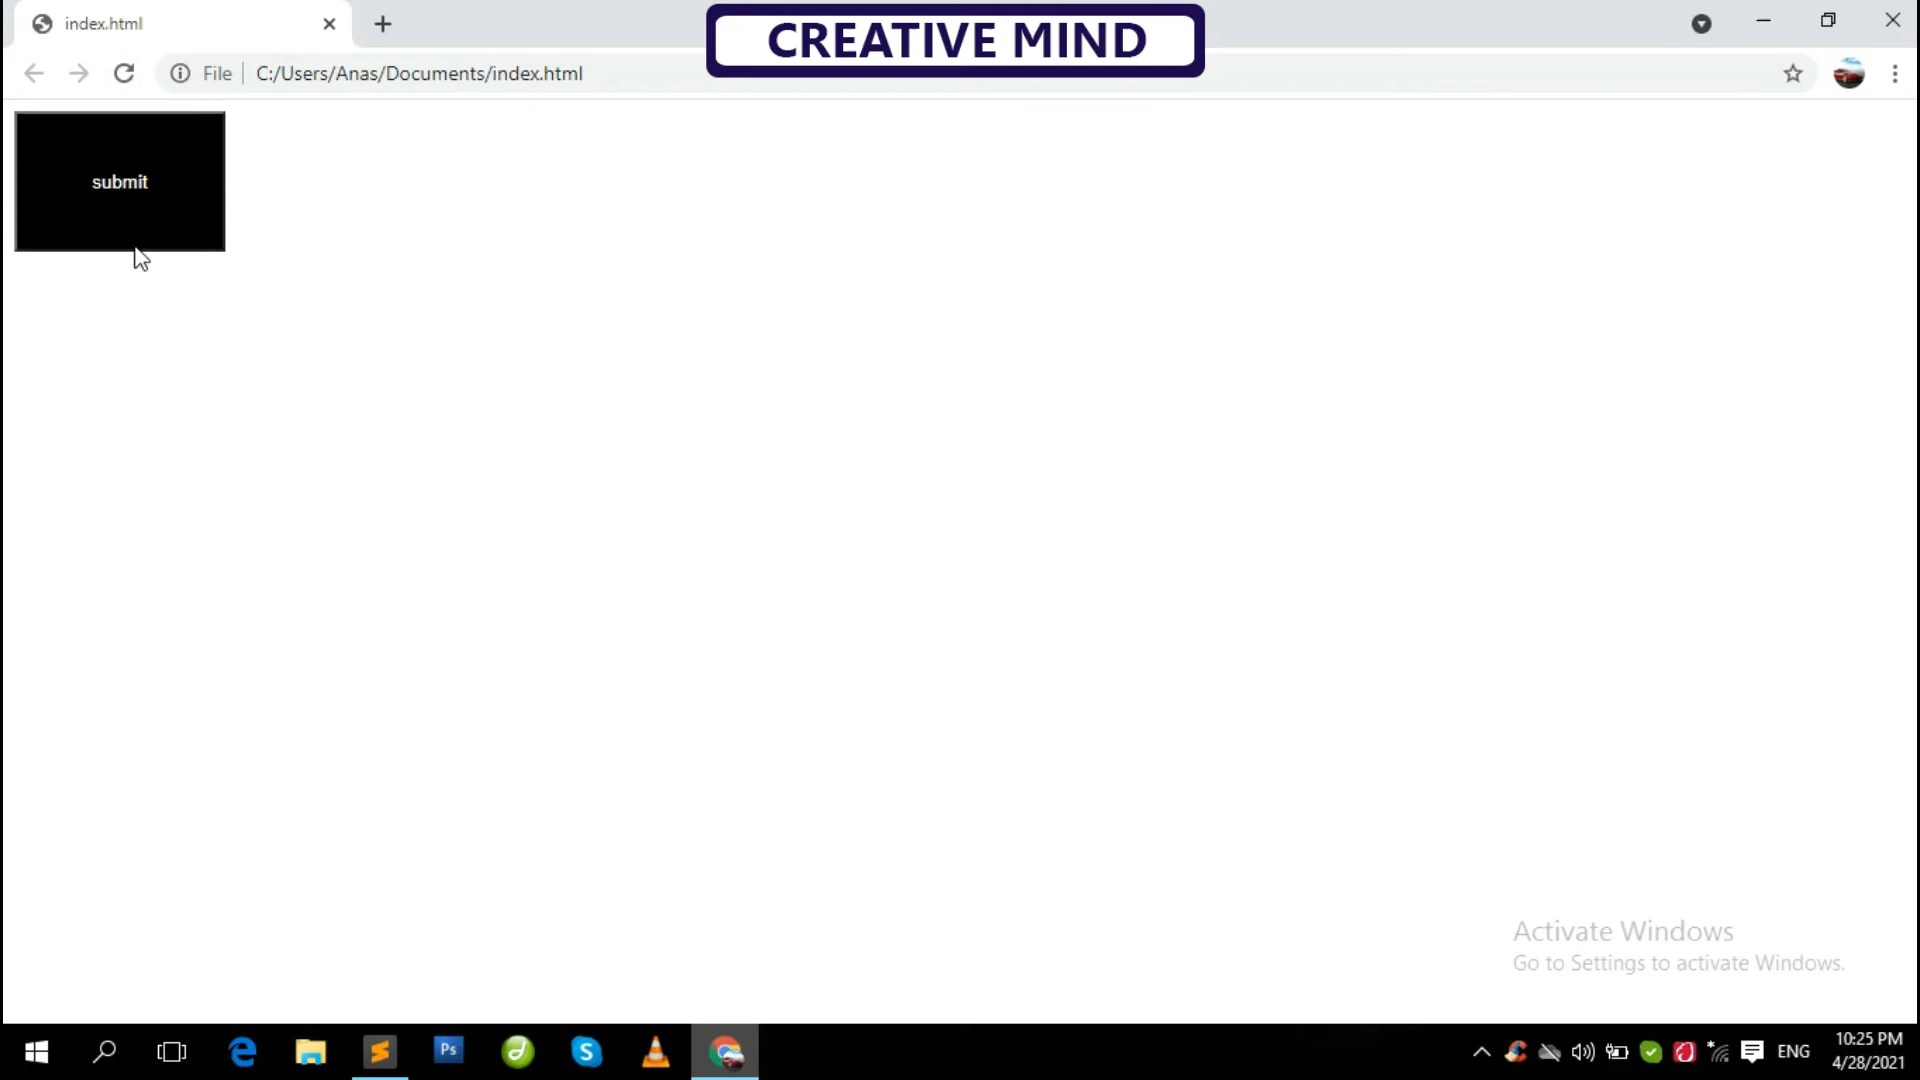 index.html
CREATIVE MIND
File
C:/Users/Anas/Documents/index.html
submit
Activate Windows
Go to Settings to activate Windows.
Ps
ENG
10:25 PM
4/28/2021